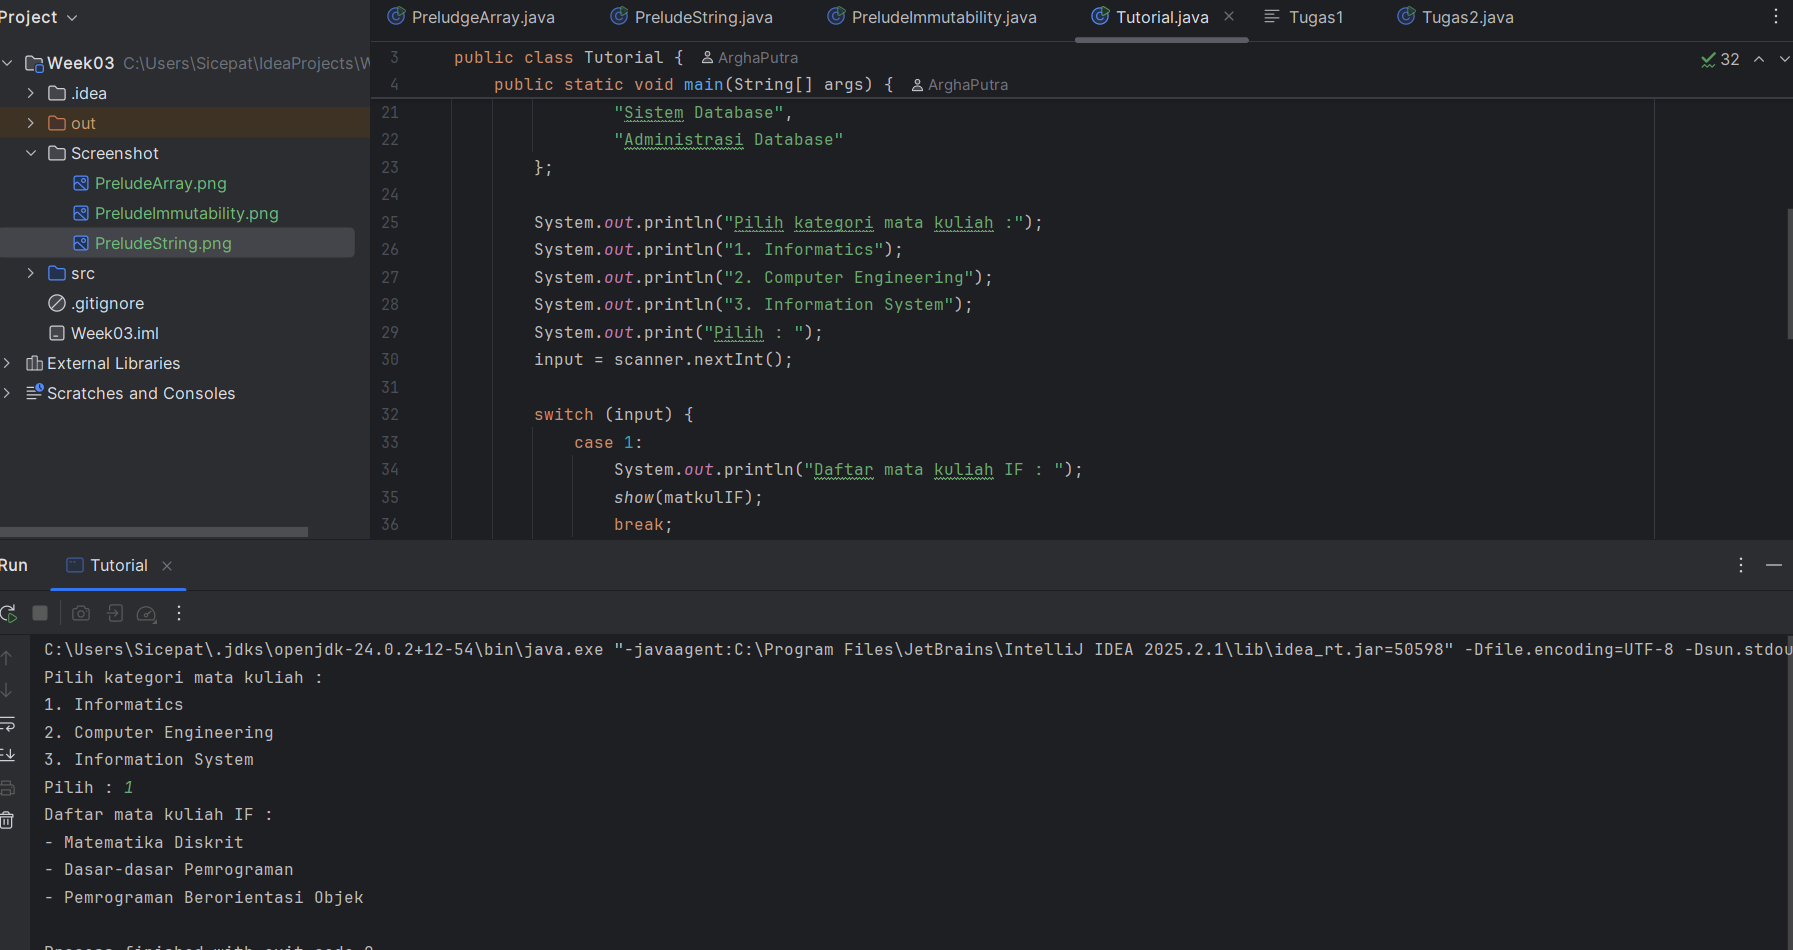 Project
PreludgeArray.java
PreludeString.java
PreludeImmutability.java
Tutorial.java
Tugas1
Tugas2.java
Week03 C:\Users\Sicepat\IdeaProjects\W
.idea
out
Screenshot
PreludeArray.png
PreludeImmutability.png
PreludeString.png
src
.gitignore
Week03.iml
External Libraries
Scratches and Consoles
32
3 public class Tutorial { ArghaPutra
4 public static void main(String[] args) { ArghaPutra
21 "Sistem Database",
22 "Administrasi Database"
23 };
24
25 System.out.println("Pilih kategori mata kuliah :");
26 System.out.println("1. Informatics");
27 System.out.println("2. Computer Engineering");
28 System.out.println("3. Information System");
29 System.out.print("Pilih : ");
30 input = scanner.nextInt();
31
32 switch (input) {
33 case 1:
34 System.out.println("Daftar mata kuliah IF : ");
35 show(matkulIF);
36 break;
Run
Tutorial
C:\Users\Sicepat\.jdks\openjdk-24.0.2+12-54\bin\java.exe "-javaagent:C:\Program Files\JetBrains\IntelliJ IDEA 2025.2.1\lib\idea_rt.jar=50598" -Dfile.encoding=UTF-8 -Dsun.stdou
Pilih kategori mata kuliah :
1. Informatics
2. Computer Engineering
3. Information System
Pilih : 1
Daftar mata kuliah IF :
- Matematika Diskrit
- Dasar-dasar Pemrograman
- Pemrograman Berorientasi Objek
Process finished with exit code 0